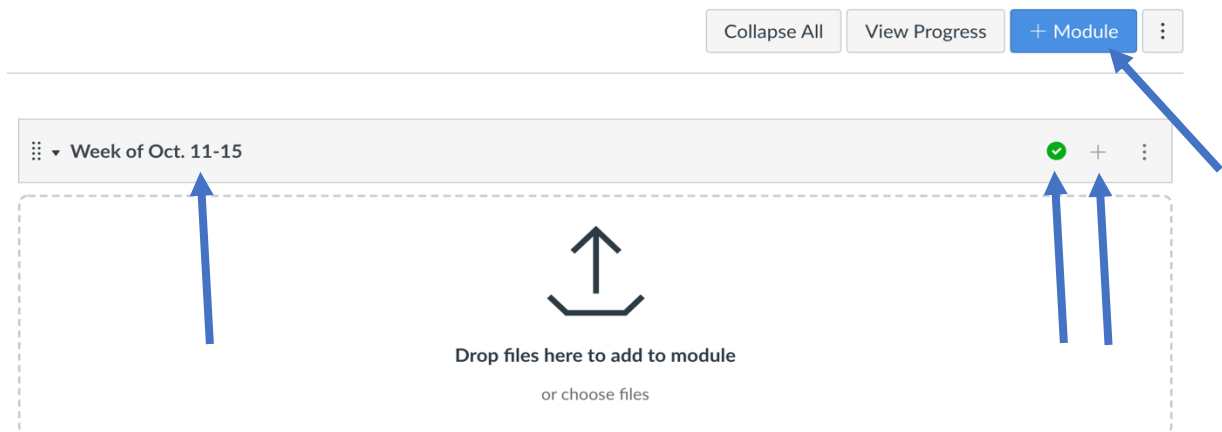 Collapse All View Progress + Module
Week of Oct. 11-15
Drop files here to add to module
or choose files